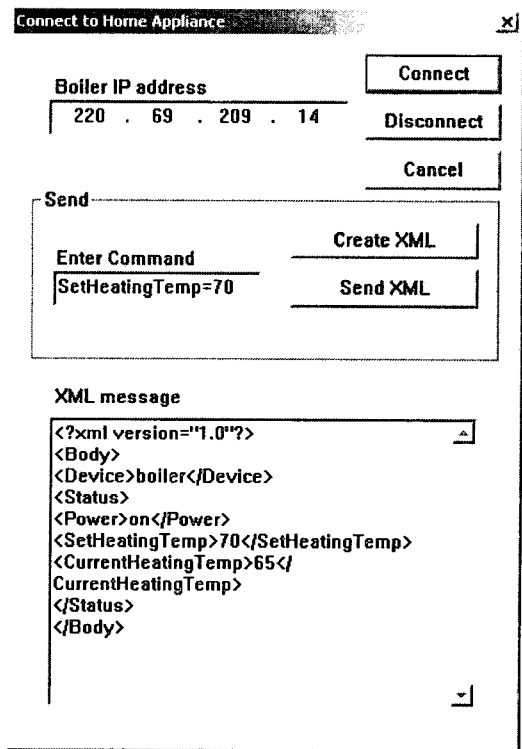 Connect to Home Appliance
Boiler IP address
220 . 69 . 209 . 14
Connect
Disconnect
Cancel
Send
Enter Command
SetHeatingTemp=70
Create XML
Send XML
XML message
<?xml version="1.0"?>
<Body>
<Device>boiler</Device>
<Status>
<Power>on</Power>
<SetHeatingTemp>70</SetHeatingTemp>
<CurrentHeatingTemp>65</
CurrentHeatingTemp>
</Status>
</Body>